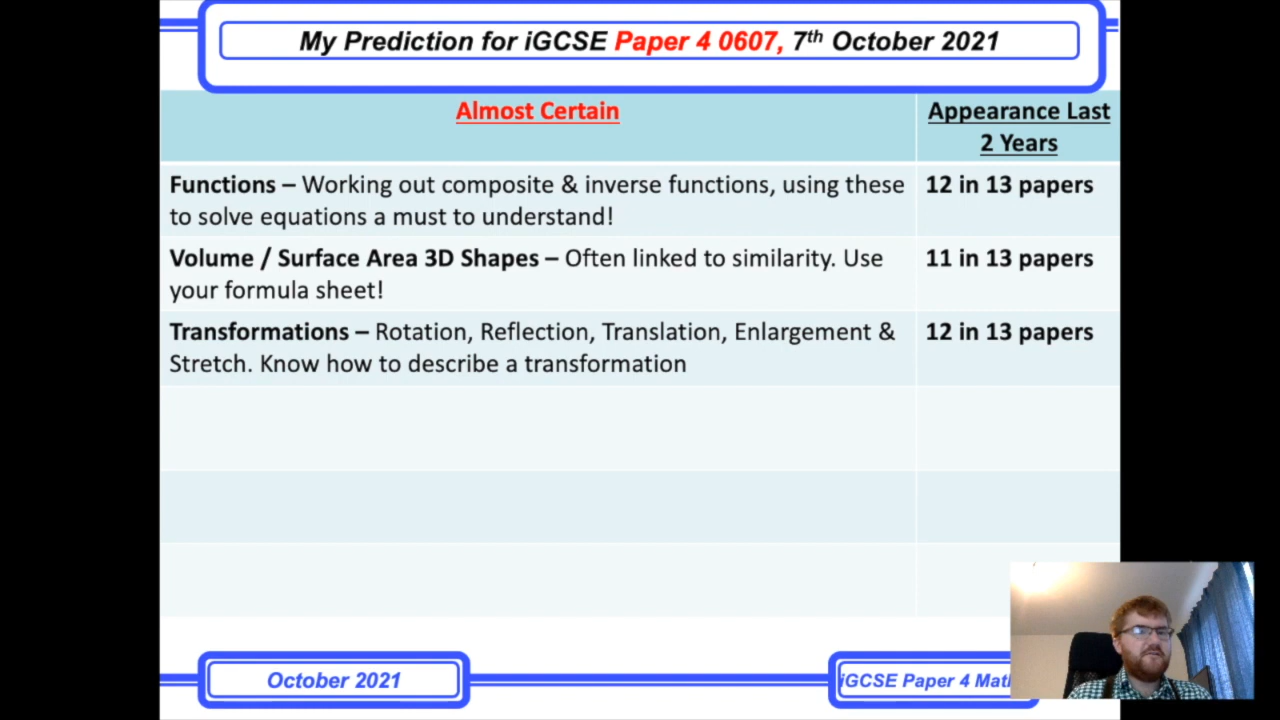 My Prediction for iGCSE Paper 4 0607, 7th October 2021
Almost Certain
Appearance Last
2 Years
Functions – Working out composite & inverse functions, using these
to solve equations a must to understand!
12 in 13 papers
Volume / Surface Area 3D Shapes – Often linked to similarity. Use
your formula sheet!
11 in 13 papers
Transformations – Rotation, Reflection, Translation, Enlargement &
Stretch. Know how to describe a transformation
12 in 13 papers
October 2021
iGCSE Paper 4